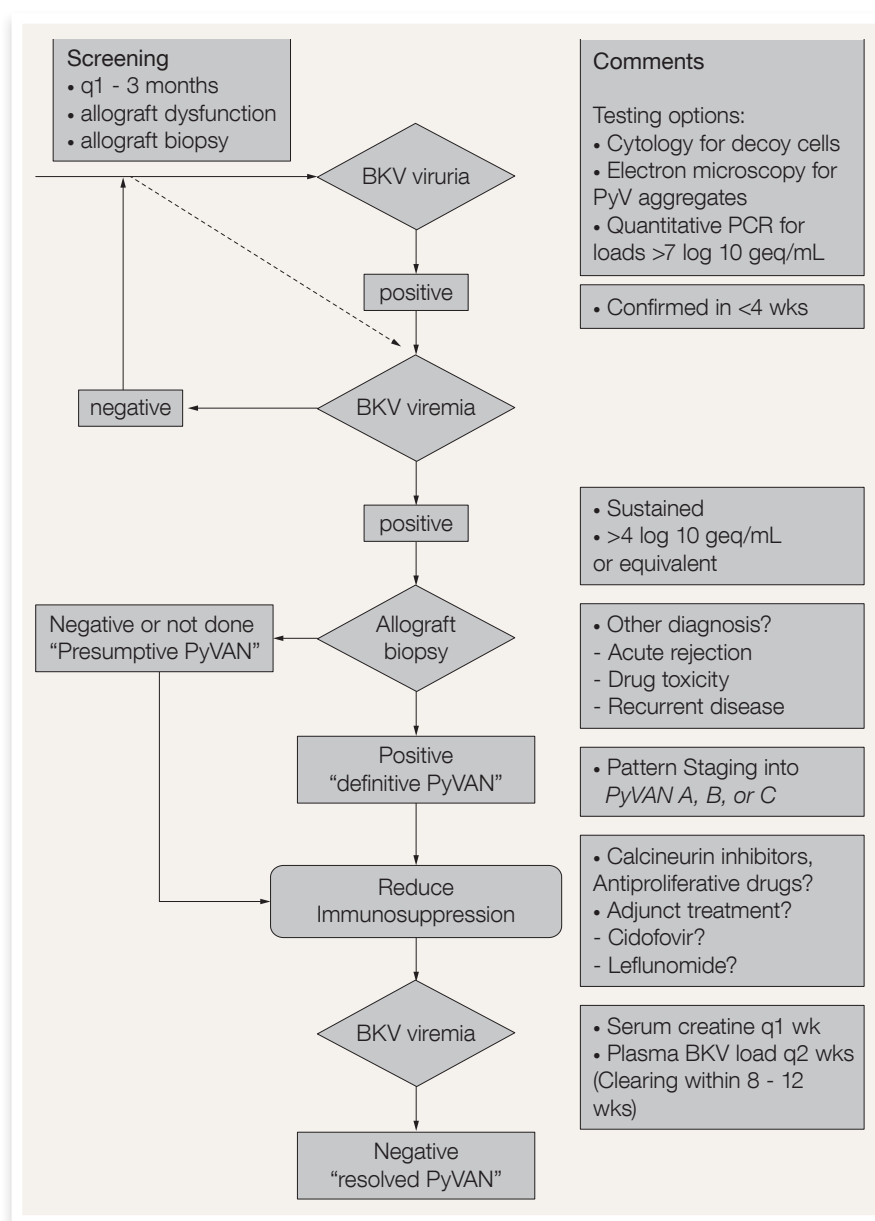 Screening
• q1 - 3 months
• allograft dysfunction
• allograft biopsy
Comments
Testing options:
• Cytology for decoy cells
• Electron microscopy for
PyV aggregates
• Quantitative PCR for
loads >7 log 10 geq/mL
BKV viruria
positive
• Confirmed in <4 wks
BKV viremia
negative
positive
• Sustained
• >4 log 10 geq/mL
or equivalent
Allograft
biopsy
Negative or not done
“Presumptive PyVAN”
• Other diagnosis?
- Acute rejection
- Drug toxicity
- Recurrent disease
Positive
“definitive PyVAN”
• Pattern Staging into
PyVAN A, B, or C
Reduce
Immunosuppression
• Calcineurin inhibitors,
Antiproliferative drugs?
• Adjunct treatment?
- Cidofovir?
- Leflunomide?
BKV viremia
• Serum creatine q1 wk
• Plasma BKV load q2 wks
(Clearing within 8 - 12
wks)
Negative
“resolved PyVAN”